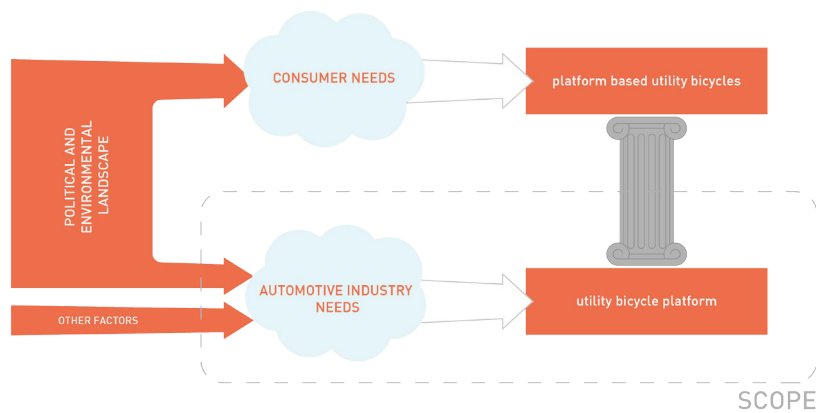 CONSUMER NEEDS
platform based utility bicycles
POLITICAL AND
ENVIRONMENTAL
LANDSCAPE
AUTOMOTIVE INDUSTRY
NEEDS
utility bicycle platform
OTHER FACTORS
SCOPE